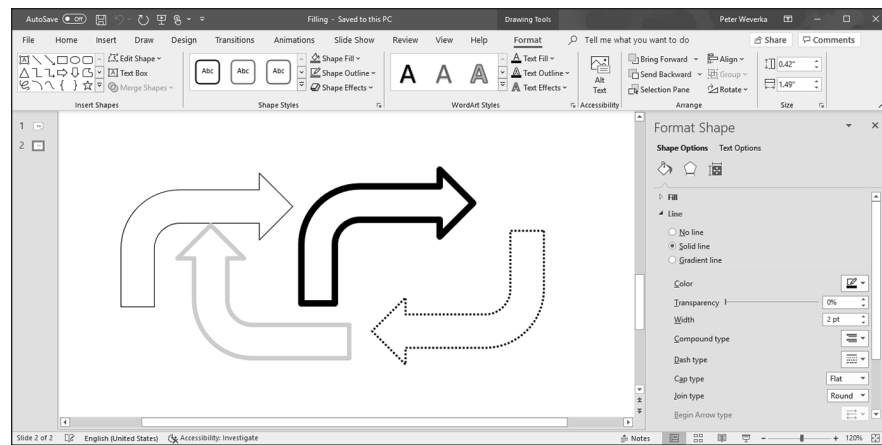 AutoSave Off Filling - Saved to this PC Drawing Tools Peter Weverka
File Home Insert Draw Design Transitions Animations Slide Show Review View Help Format Tell me what you want to do Share Comments
Edit Shape
Text Box
Merge Shapes
Insert Shapes
Abc Abc Abc
Shape Fill
Shape Outline
Shape Effects
Shape Styles
A A A
Text Fill
Text Outline
Text Effects
WordArt Styles
Alt
Text
Accessibility
Bring Forward
Send Backward
Selection Pane
Align
Group
Rotate
Arrange
0.42"
1.49"
Size
1
2
Format Shape
Shape Options Text Options
Fill
Line
No line
Solid line
Gradient line
Color
Transparency 0%
Width 2 pt
Compound type
Dash type
Cap type Flat
Join type Round
Begin Arrow type
Slide 2 of 2 English (United States) Accessibility: Investigate Notes 120%